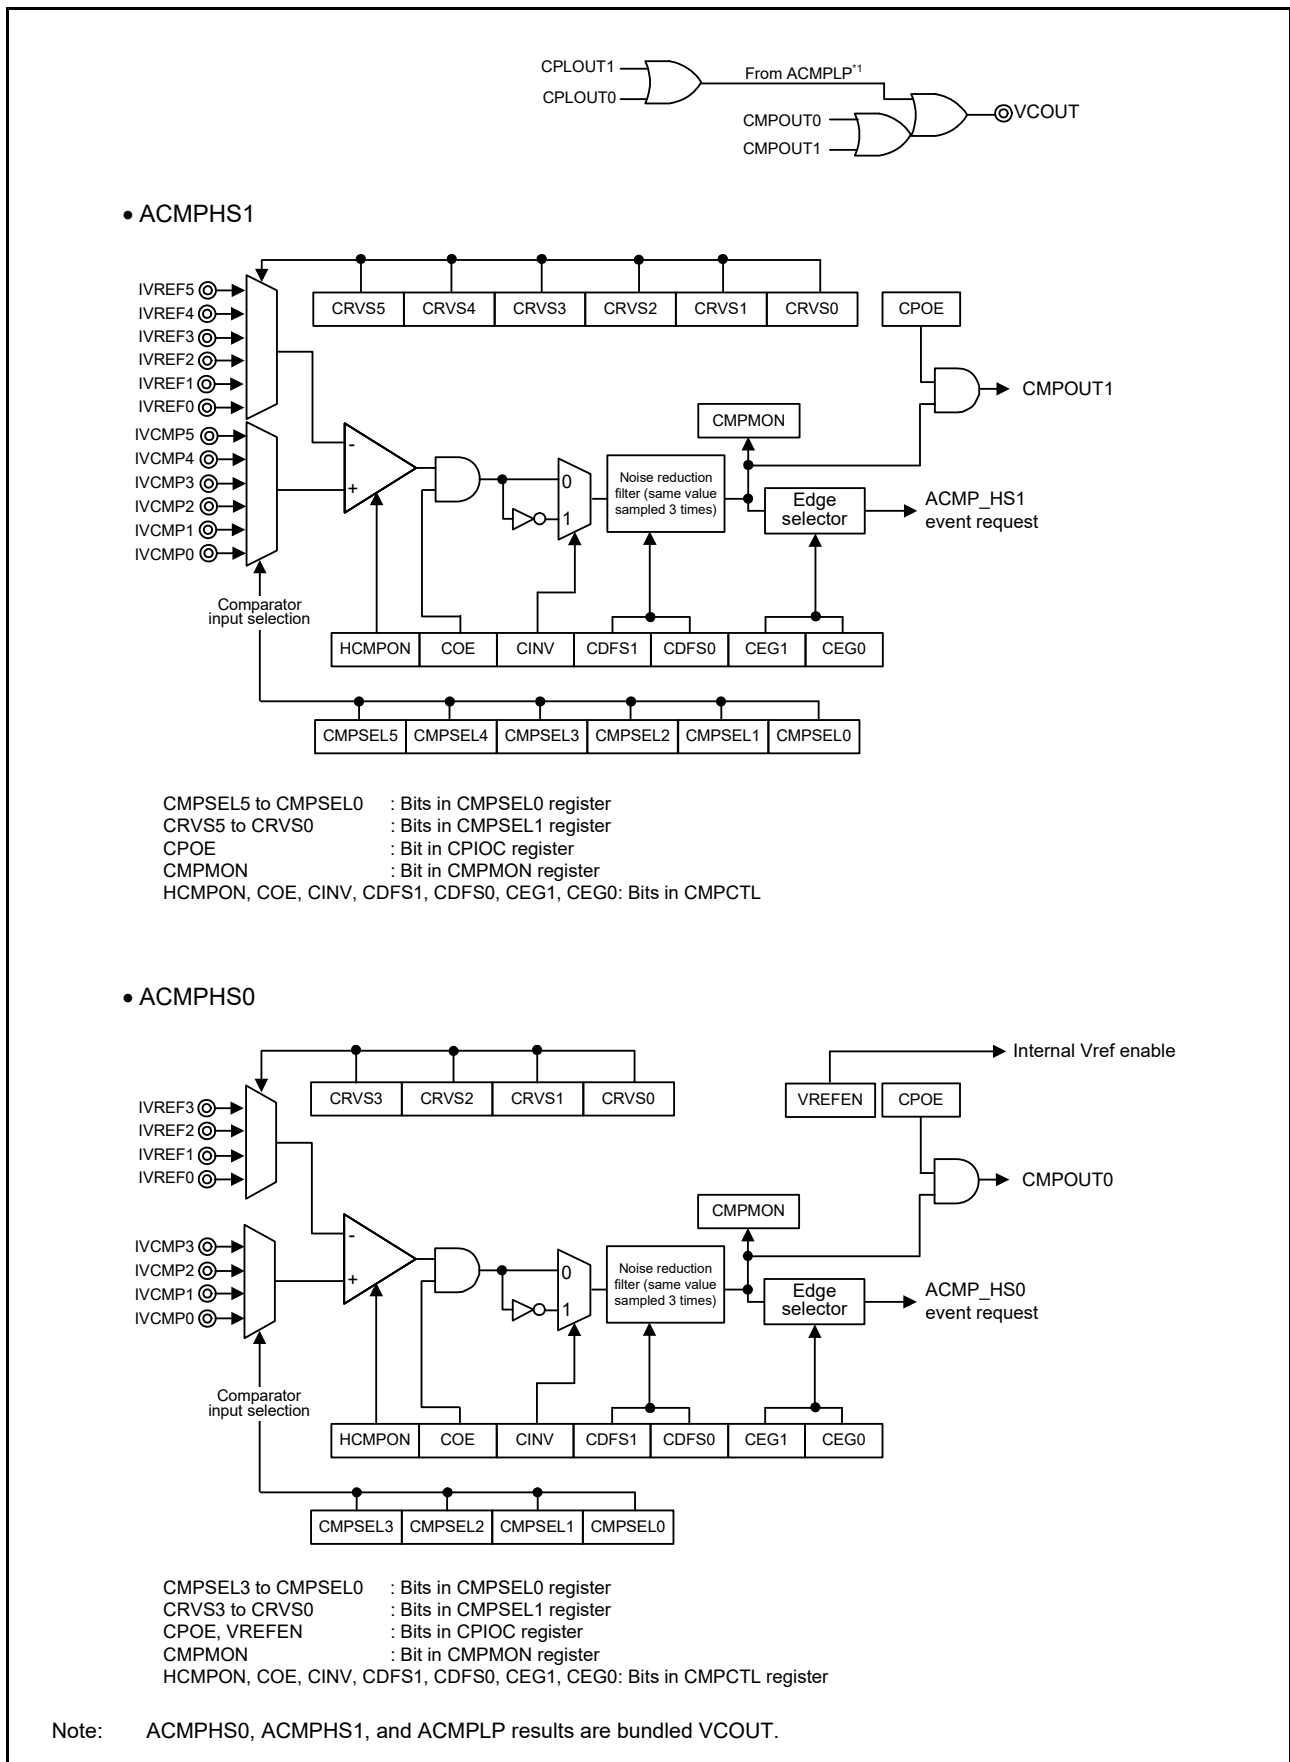 CPLOUT1
CPLOUT0
From ACMPLP*1
CMPOUT0
CMPOUT1
VCOUT
• ACMPHS1
IVREF5
IVREF4
IVREF3
IVREF2
IVREF1
IVREF0
CRVS5 CRVS4 CRVS3 CRVS2 CRVS1 CRVS0
CPOE
CMPOUT1
IVCMP5
IVCMP4
IVCMP3
IVCMP2
IVCMP1
IVCMP0
-
+
0
1
Noise reduction
filter (same value
sampled 3 times)
CMPMON
Edge
selector
ACMP_HS1
event request
Comparator
input selection
HCMPON COE CINV CDFS1 CDFS0 CEG1 CEG0
CMPSEL5 CMPSEL4 CMPSEL3 CMPSEL2 CMPSEL1 CMPSEL0
CMPSEL5 to CMPSEL0 : Bits in CMPSEL0 register
CRVS5 to CRVS0 : Bits in CMPSEL1 register
CPOE : Bit in CPIOC register
CMPMON : Bit in CMPMON register
HCMPON, COE, CINV, CDFS1, CDFS0, CEG1, CEG0: Bits in CMPCTL
• ACMPHS0
Internal Vref enable
IVREF3
IVREF2
IVREF1
IVREF0
CRVS3 CRVS2 CRVS1 CRVS0
VREFEN
CPOE
CMPOUT0
IVCMP3
IVCMP2
IVCMP1
IVCMP0
-
+
0
1
Noise reduction
filter (same value
sampled 3 times)
CMPMON
Edge
selector
ACMP_HS0
event request
Comparator
input selection
HCMPON COE CINV CDFS1 CDFS0 CEG1 CEG0
CMPSEL3 CMPSEL2 CMPSEL1 CMPSEL0
CMPSEL3 to CMPSEL0 : Bits in CMPSEL0 register
CRVS3 to CRVS0 : Bits in CMPSEL1 register
CPOE, VREFEN : Bits in CPIOC register
CMPMON : Bit in CMPMON register
HCMPON, COE, CINV, CDFS1, CDFS0, CEG1, CEG0: Bits in CMPCTL register
Note: ACMPHS0, ACMPHS1, and ACMPLP results are bundled VCOUT.